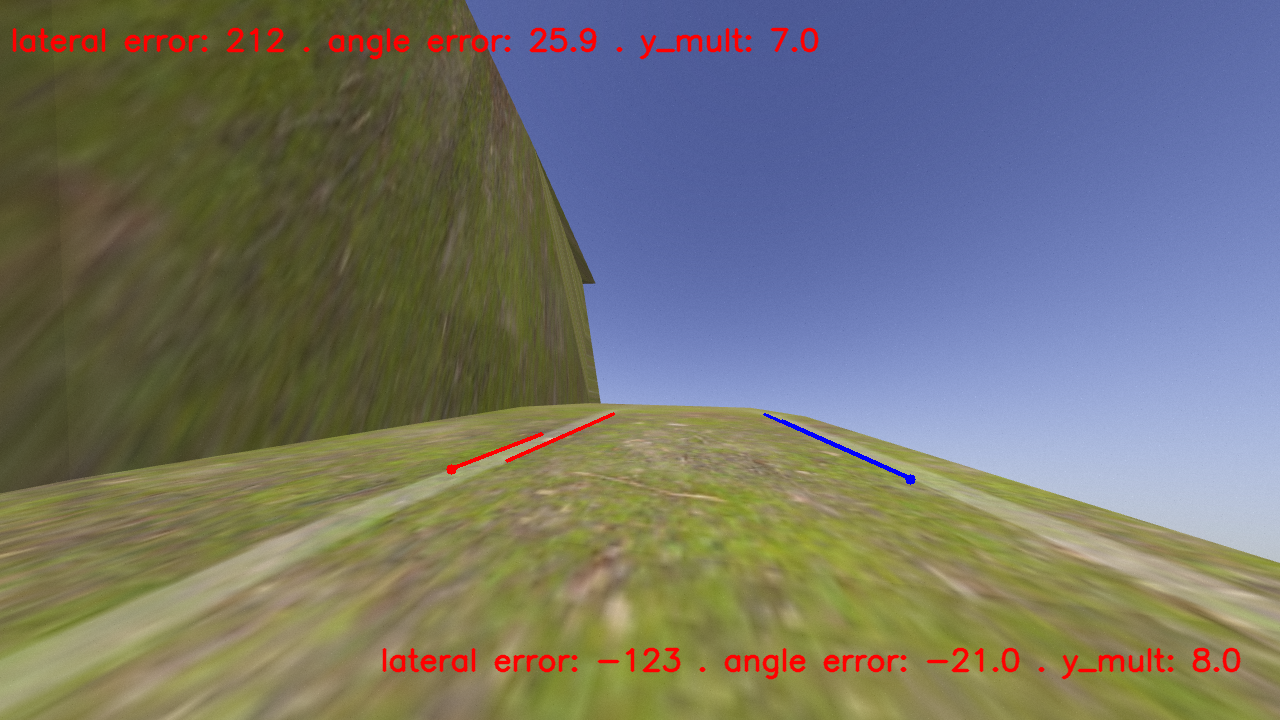 lateral error: 212 . angle error: 25.9 . y_mult: 7.0
lateral error: -123 . angle error: -21.0 . y_mult: 8.0